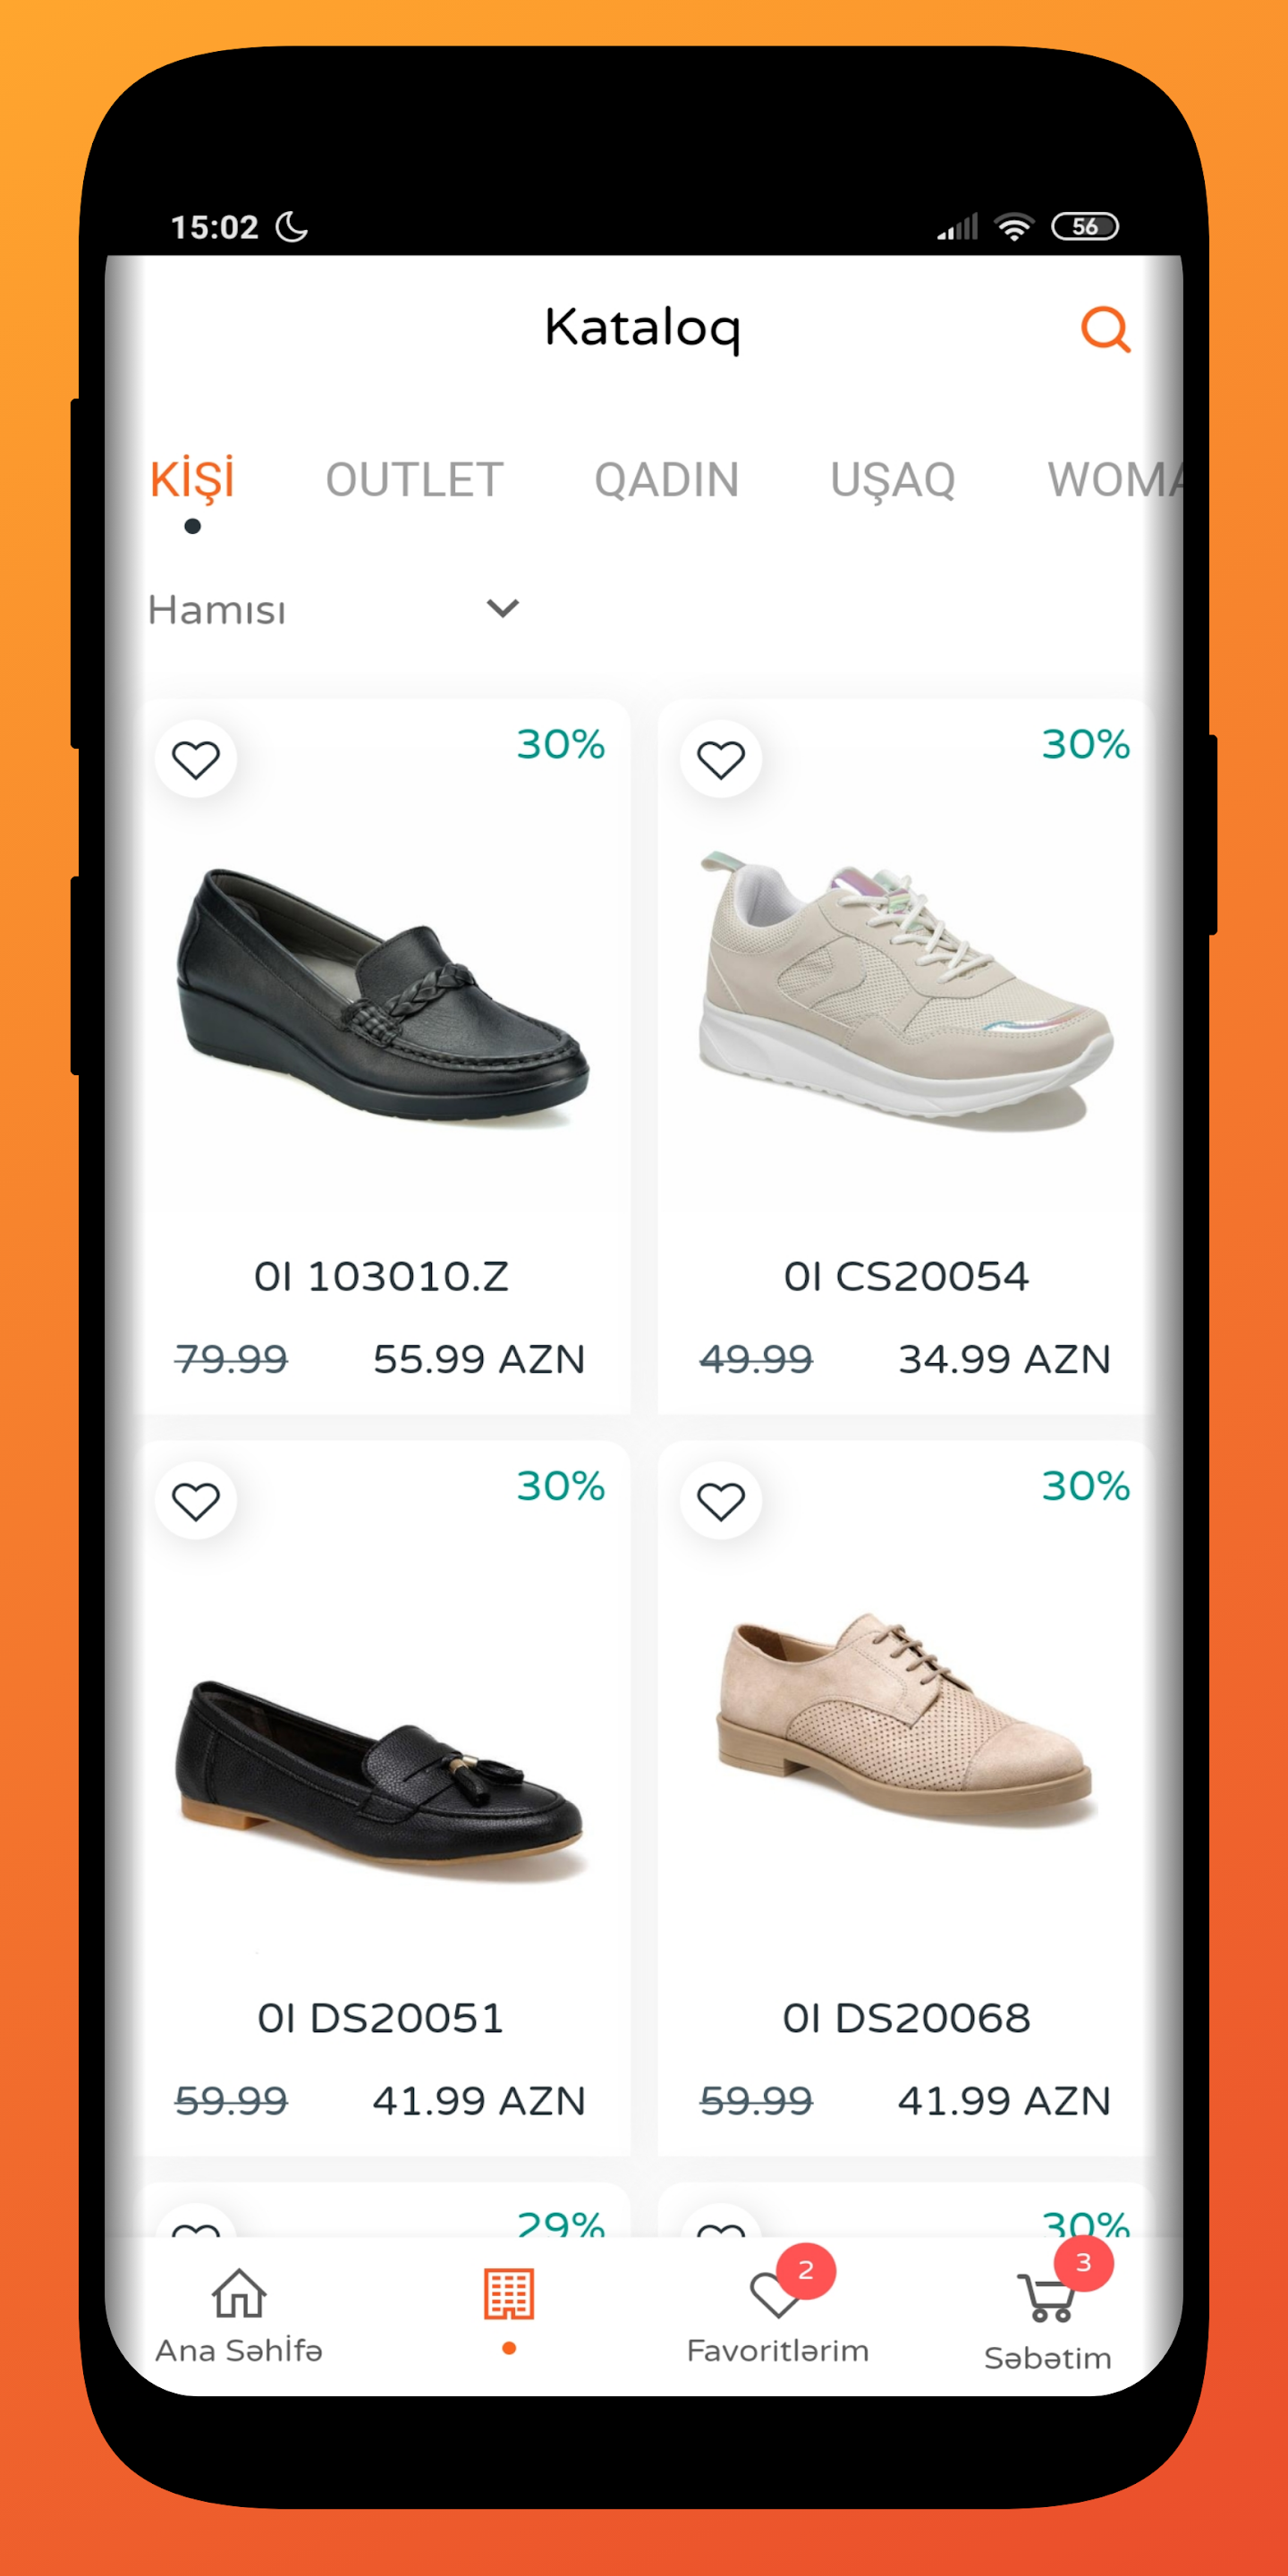 15:02 56
Kataloq
KİŞİ OUTLET QADIN UŞAQ WOMA
Hamısı
30% 30%
0I 103010.Z 0I CS20054
79.99 55.99 AZN 49.99 34.99 AZN
30% 30%
0I DS20051 0I DS20068
59.99 41.99 AZN 59.99 41.99 AZN
29% 30%
2 3
Ana Səhİfə Favoritlərim Səbətim